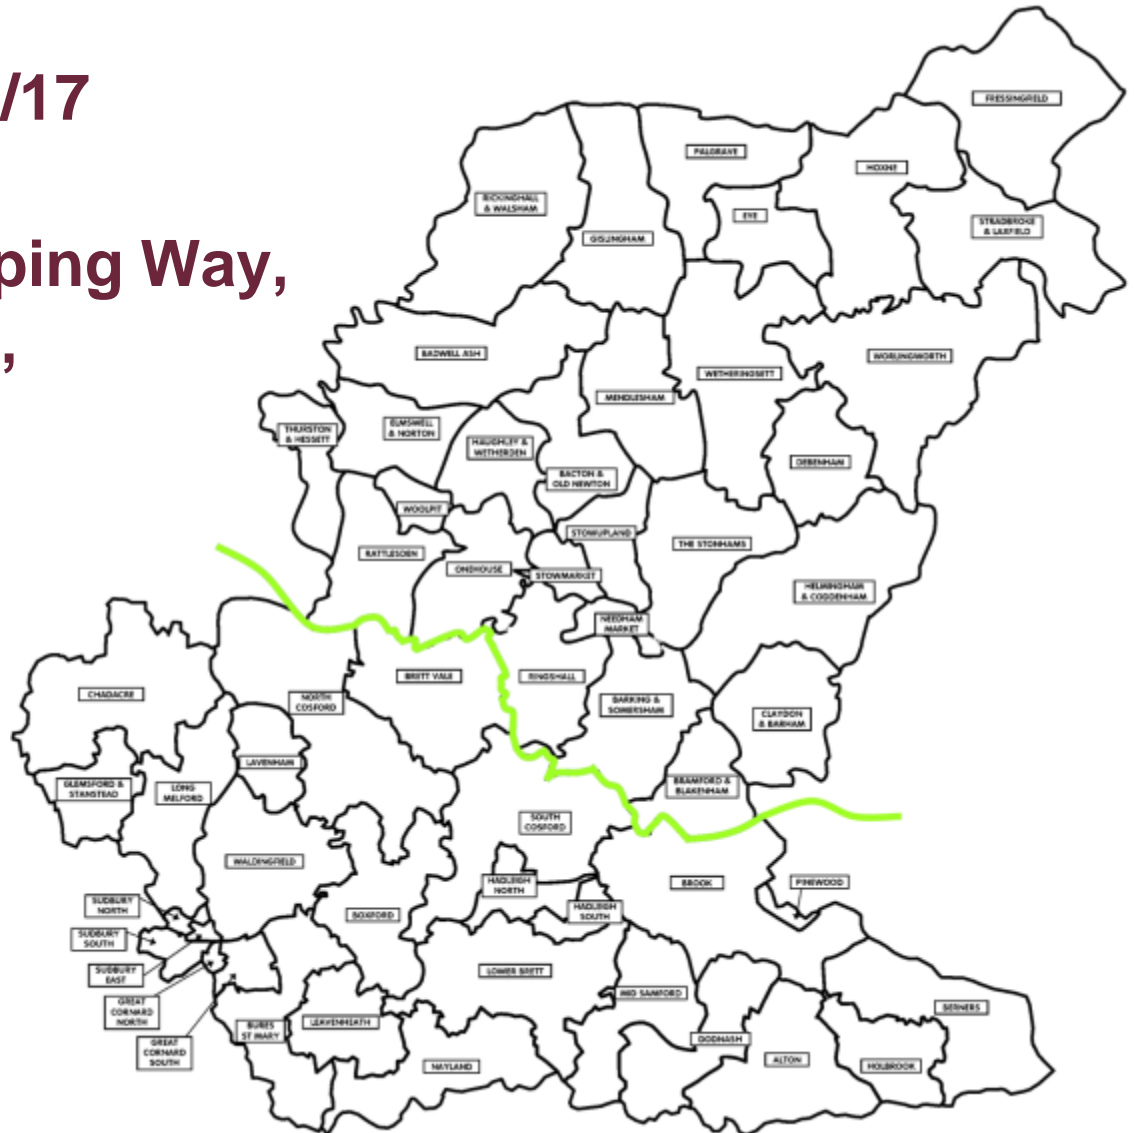 /17
ping Way,
,
FRESSINGFIELD
PALGRAVE
HOXNE
RICKINGHALL
& WALSHAM
EYE
STRADBROKE
& LAXFIELD
GISLINGHAM
BADWELL ASH
WORLINGWORTH
WETHERINGSETT
MENDLESHAM
THURSTON
& HESSETT
ELMSWELL
& NORTON
HAUGHLEY &
WETHERDEN
DEBENHAM
BACTON &
OLD NEWTON
WOOLPIT
STOWUPLAND
THE STONHAMS
RATTLESDEN
ONEHOUSE
STOWMARKET
HELMINGHAM
& CODDENHAM
NEEDHAM
MARKET
BRETT VALE
RINGSHALL
CHADACRE
NORTH
COSFORD
BARKING &
SOMERSHAM
CLAYDON
& BARHAM
LAVENHAM
GLEMSFORD &
STANSTEAD
LONG
MELFORD
BRAMFORD &
BLAKENHAM
SOUTH
COSFORD
WALDINGFIELD
HADLEIGH
NORTH
BROOK
PINEWOOD
SUDBURY
NORTH
BOXFORD
HADLEIGH
SOUTH
SUDBURY
SOUTH
SUDBURY
EAST
LOWER BRETT
MID SAMFORD
BERNERS
GREAT
CORNARD
NORTH
BURES
ST MARY
LEAVENHEATH
DODNASH
GREAT
CORNARD
SOUTH
NAYLAND
ALTON
HOLBROOK